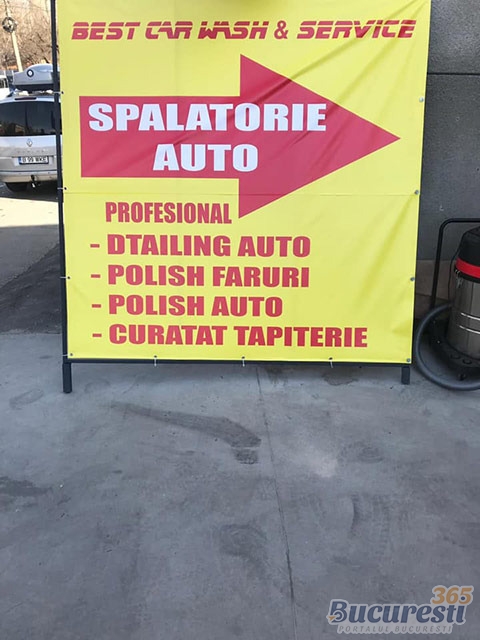 BEST CAR WASH & SERVICE
SPALATORIE
AUTO
PROFESIONAL
- DTAILING AUTO
- POLISH FARURI
- POLISH AUTO
- CURATAT TAPITERIE
365
BUCURESTI
PORTALUL BUCURESTI